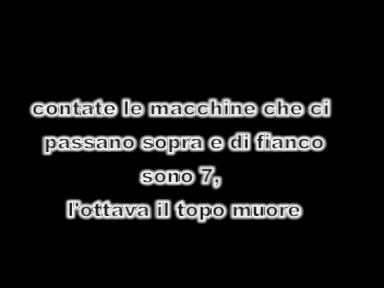 contate le macchine che ci
passano sopra e di fianco
sono 7,
l'ottava il topo muore